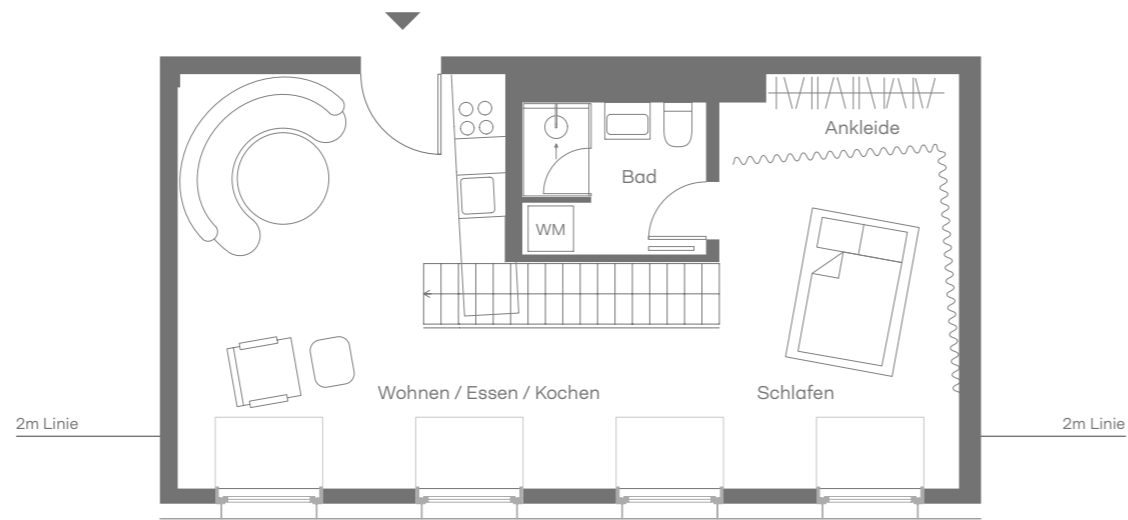 Ankleide
Bad
WM
Wohnen / Essen / Kochen
Schlafen
2m Linie
2m Linie